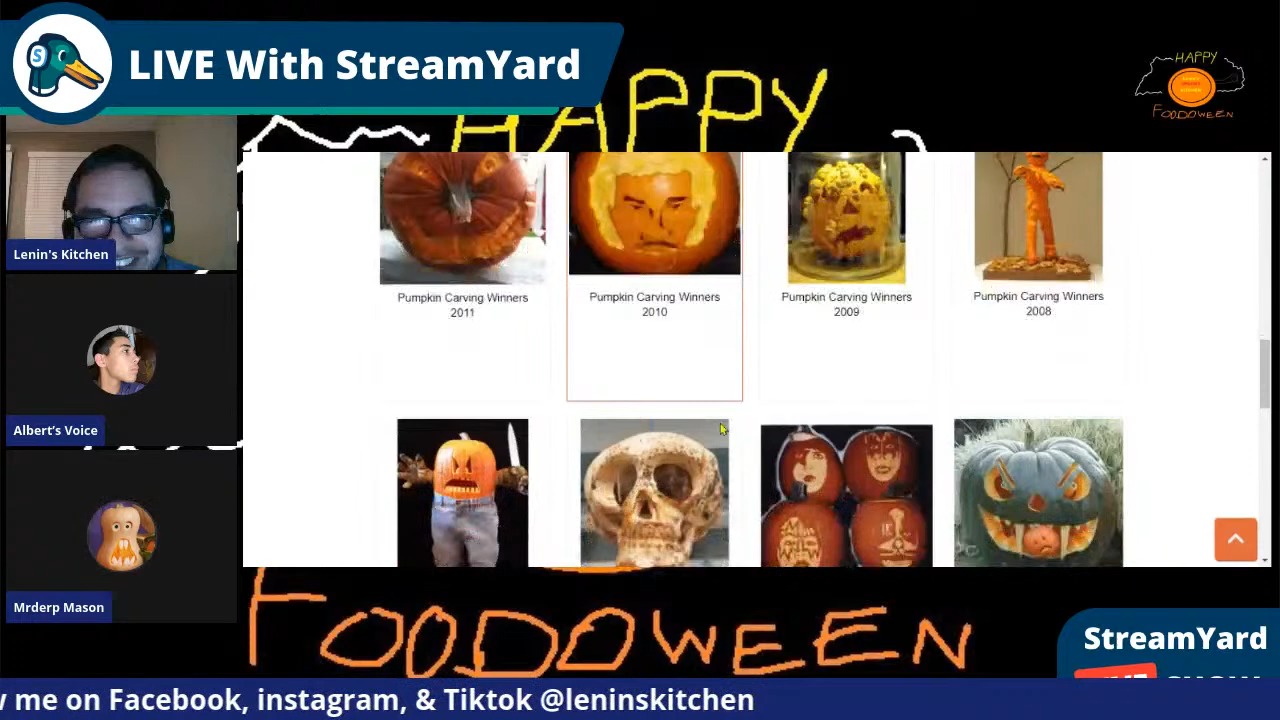 S
LIVE With StreamYard
HAPPY
HAPPY
FOODOWEEN
Lenin's Kitchen
Albert's Voice
Mrderp Mason
Pumpkin Carving Winners
2011
Pumpkin Carving Winners
2010
Pumpkin Carving Winners
2009
Pumpkin Carving Winners
2008
FOODOWEEN
StreamYard
me on Facebook, instagram, & Tiktok @leninskitchen